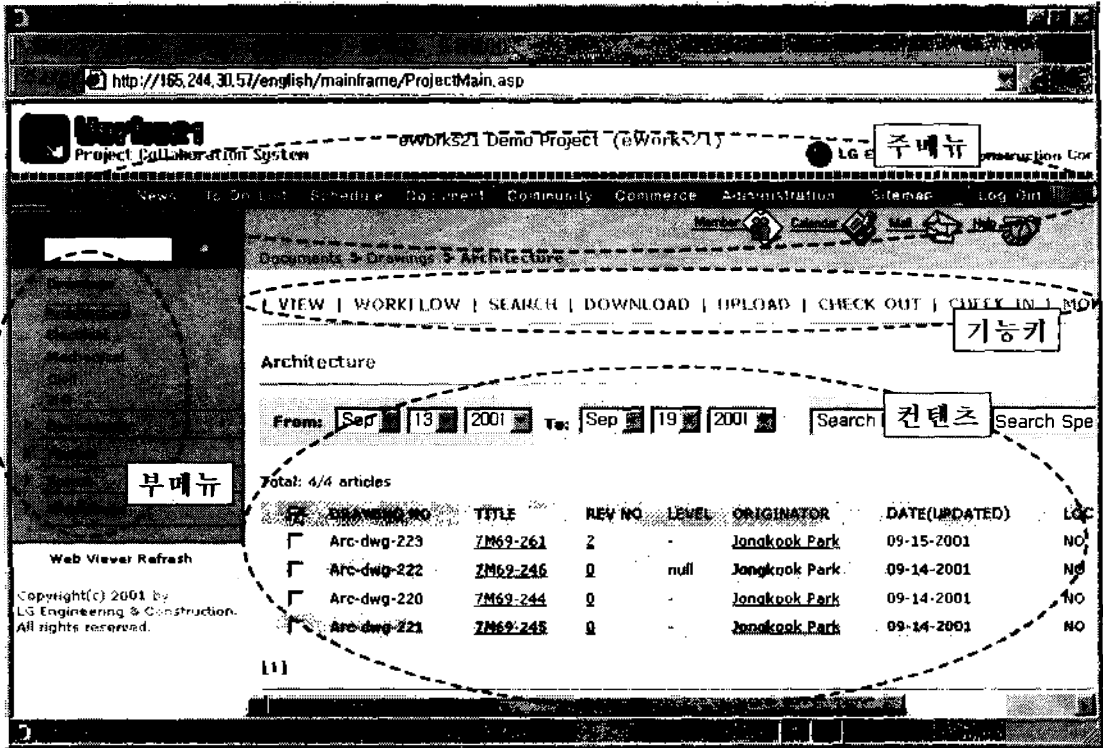 http://165,244,30,57/english/mainframe/ProjectMain,asp
Project Collaboration System
eWorks21 Demo Project (eWorks21)
주메뉴
LG
News To Do List Schedule Document Community Commerce Administration Sitemap Log Out
Member Calendar Mail Help
Documents > Drawings > Architecture
| VIEW | WORKFLOW | SEARCH | DOWNLOAD | UPLOAD | CHECK OUT | CHECK IN |
기능키
Architecture
From: Sep 13 2001 To: Sep 19 2001 Search 컨텐츠 Search Spe
부메뉴
Total: 4/4 articles
DRAWING NO TITLE REV NO LEVEL ORIGINATOR DATE(UPDATED)
Arc-dwg-223 7M69-261 2 - Jongkook Park 09-15-2001 NO
Arc-dwg-222 7M69-246 0 null Jongkook Park 09-14-2001 NO
Arc-dwg-220 7M69-244 0 - Jongkook Park 09-14-2001 NO
Arc-dwg-221 7M69-245 0 - Jongkook Park 09-14-2001 NO
[1]
Web Viewer Refrash
Copyright(c) 2001 by
LG Engineering & Construction.
All rights reserved.